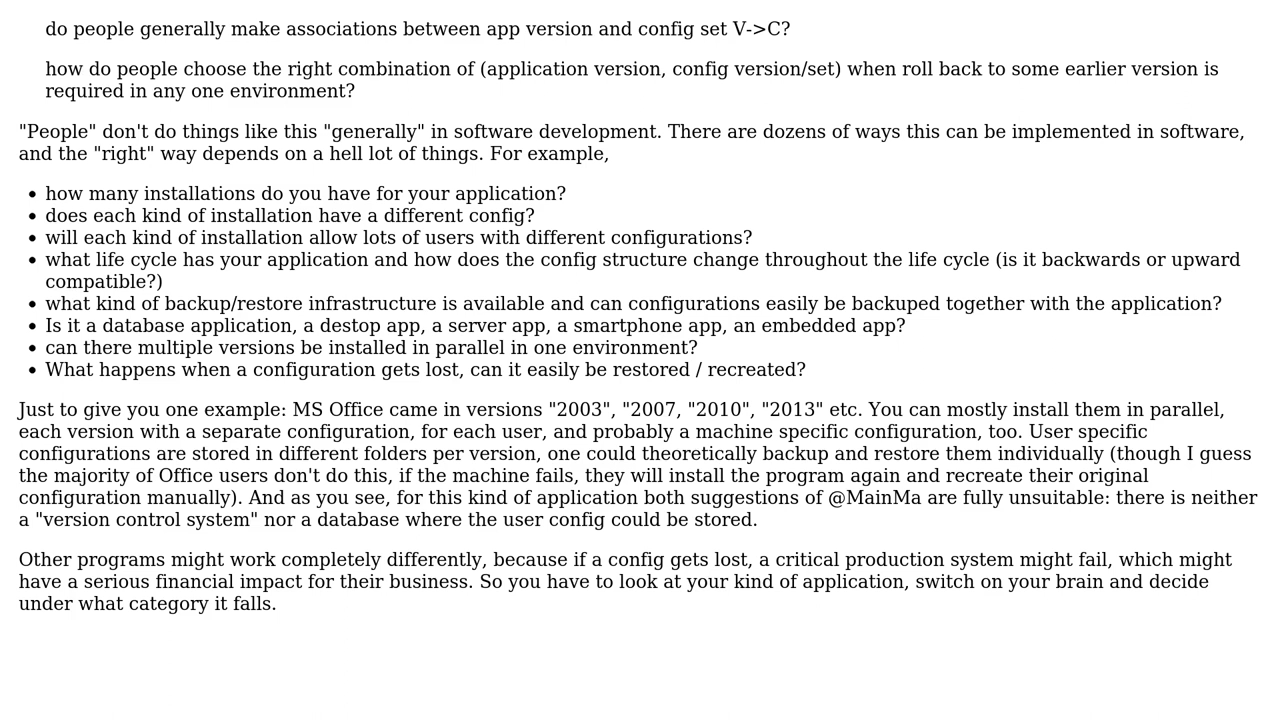 do people generally make associations between app version and config set V->C?
how do people choose the right combination of (application version, config version/set) when roll back to some earlier version is
required in any one environment?
"People" don't do things like this "generally" in software development. There are dozens of ways this can be implemented in software,
and the "right" way depends on a hell lot of things. For example,
• how many installations do you have for your application?
• does each kind of installation have a different config?
• will each kind of installation allow lots of users with different configurations?
• what life cycle has your application and how does the config structure change throughout the life cycle (is it backwards or upward
compatible?)
• what kind of backup/restore infrastructure is available and can configurations easily be backuped together with the application?
• Is it a database application, a destop app, a server app, a smartphone app, an embedded app?
• can there multiple versions be installed in parallel in one environment?
• What happens when a configuration gets lost, can it easily be restored / recreated?
Just to give you one example: MS Office came in versions "2003", "2007, "2010", "2013" etc. You can mostly install them in parallel,
each version with a separate configuration, for each user, and probably a machine specific configuration, too. User specific
configurations are stored in different folders per version, one could theoretically backup and restore them individually (though I guess
the majority of Office users don't do this, if the machine fails, they will install the program again and recreate their original
configuration manually). And as you see, for this kind of application both suggestions of @MainMa are fully unsuitable: there is neither
a "version control system" nor a database where the user config could be stored.
Other programs might work completely differently, because if a config gets lost, a critical production system might fail, which might
have a serious financial impact for their business. So you have to look at your kind of application, switch on your brain and decide
under what category it falls.